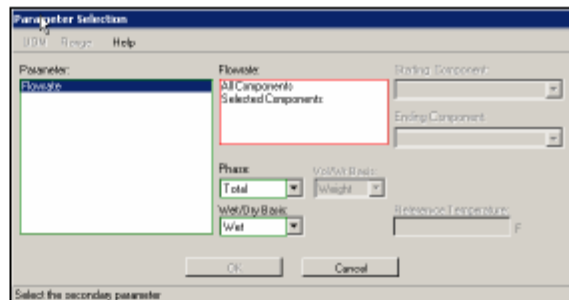 Parameter Selection
UOM Range Help
Parameter:
Flowrate
Flowrate:
All Components
Selected Components
Starting Component:
Ending Component:
Phase:
Total
Vol/Wt Basis:
Weight
Wet/Dry Basis:
Wet
Reference Temperature:
F
OK
Cancel
Select the secondary parameter